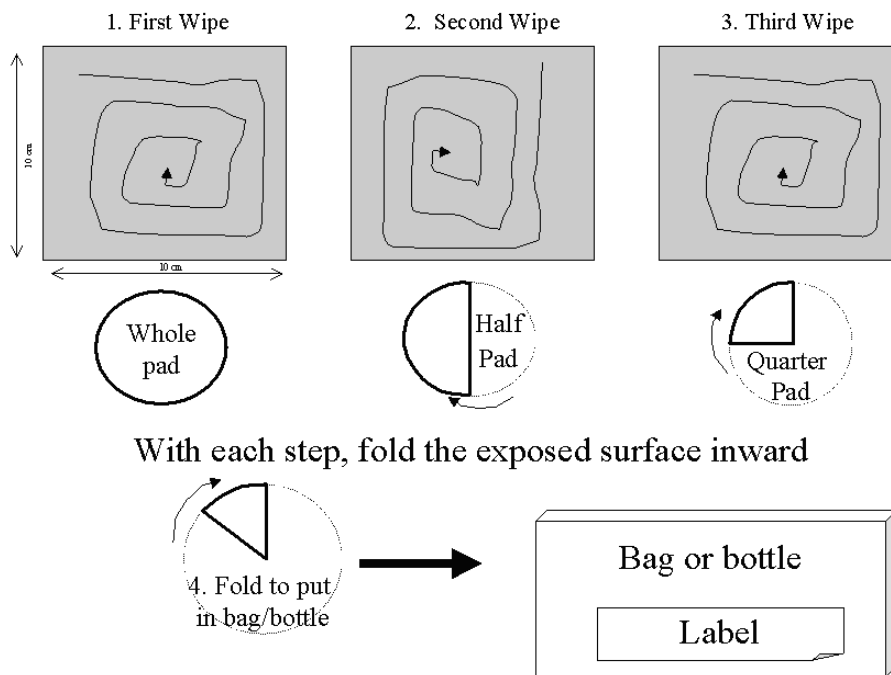 1. First Wipe
2. Second Wipe
3. Third Wipe
10 cm
10 cm
Whole
pad
Half
Pad
Quarter
Pad
With each step, fold the exposed surface inward
4. Fold to put
in bag/bottle
Bag or bottle
Label